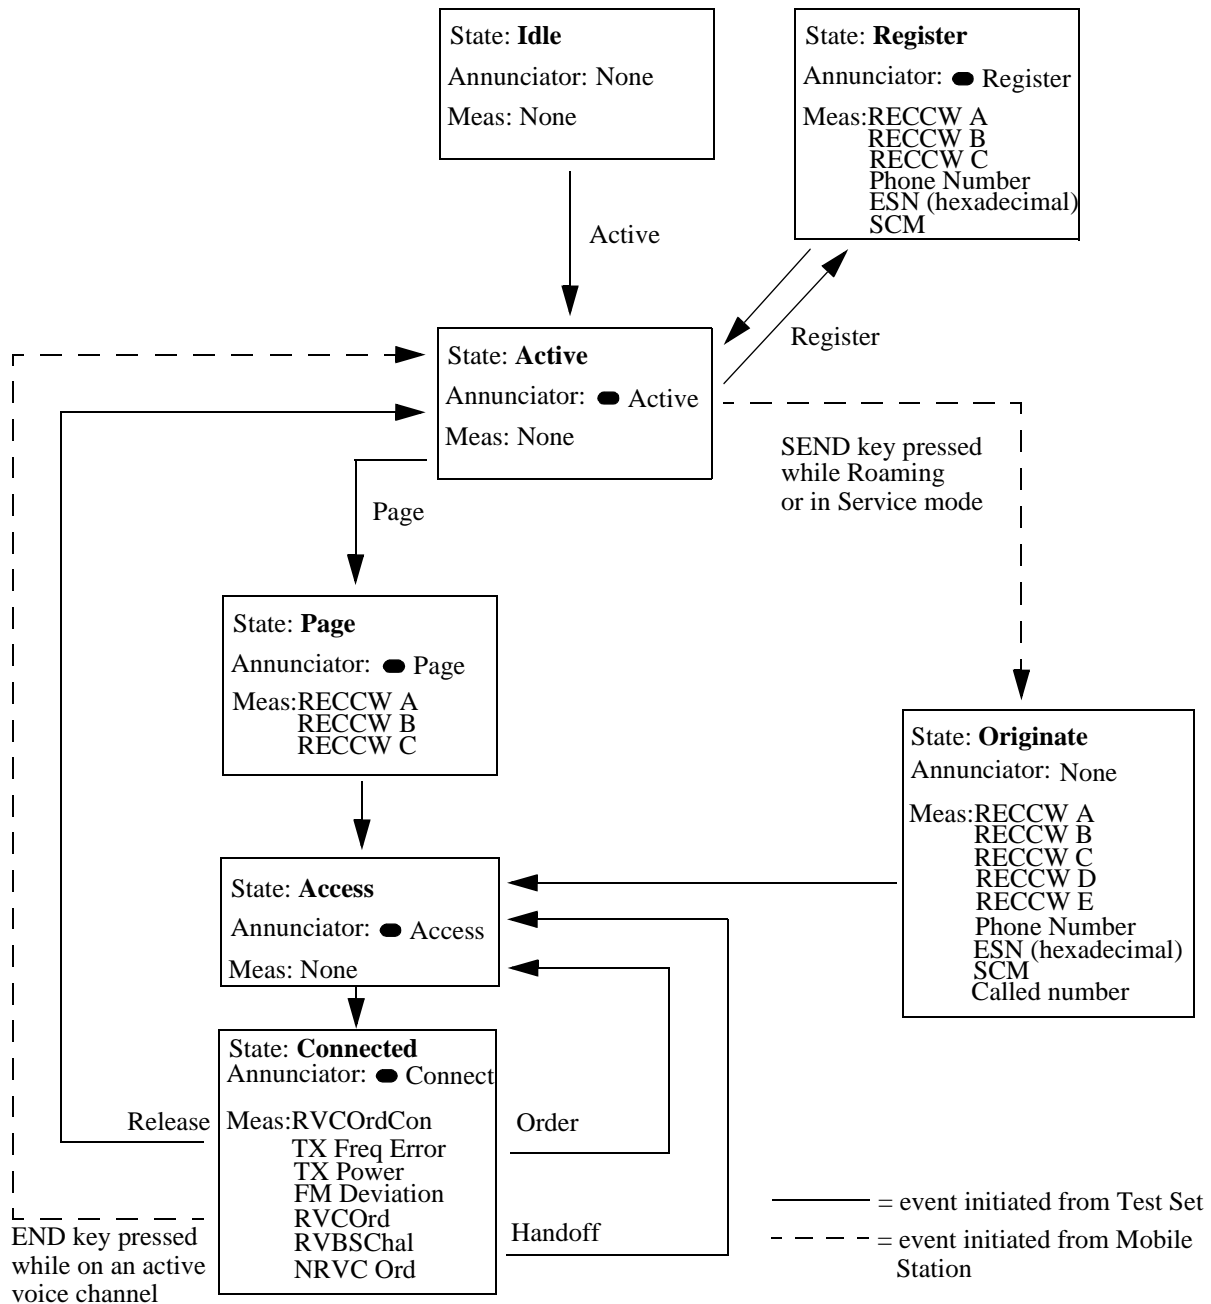 State: Idle
Annunciator: None
Meas: None
State: Register
Annunciator: Register
Meas:RECCW A
RECCW B
RECCW C
Phone Number
ESN (hexadecimal)
SCM
Active
Register
State: Active
Annunciator: Active
Meas: None
SEND key pressed
while Roaming
or in Service mode
Page
State: Page
Annunciator: Page
Meas:RECCW A
RECCW B
RECCW C
State: Originate
Annunciator: None
Meas:RECCW A
RECCW B
RECCW C
RECCW D
RECCW E
Phone Number
ESN (hexadecimal)
SCM
Called number
State: Access
Annunciator: Access
Meas: None
State: Connected
Annunciator: Connect
Meas:RVCOrdCon
TX Freq Error
TX Power
FM Deviation
RVCOrd
RVBSChal
NRVC Ord
Release
Order
Handoff
END key pressed
while on an active
voice channel
= event initiated from Test Set
= event initiated from Mobile
Station